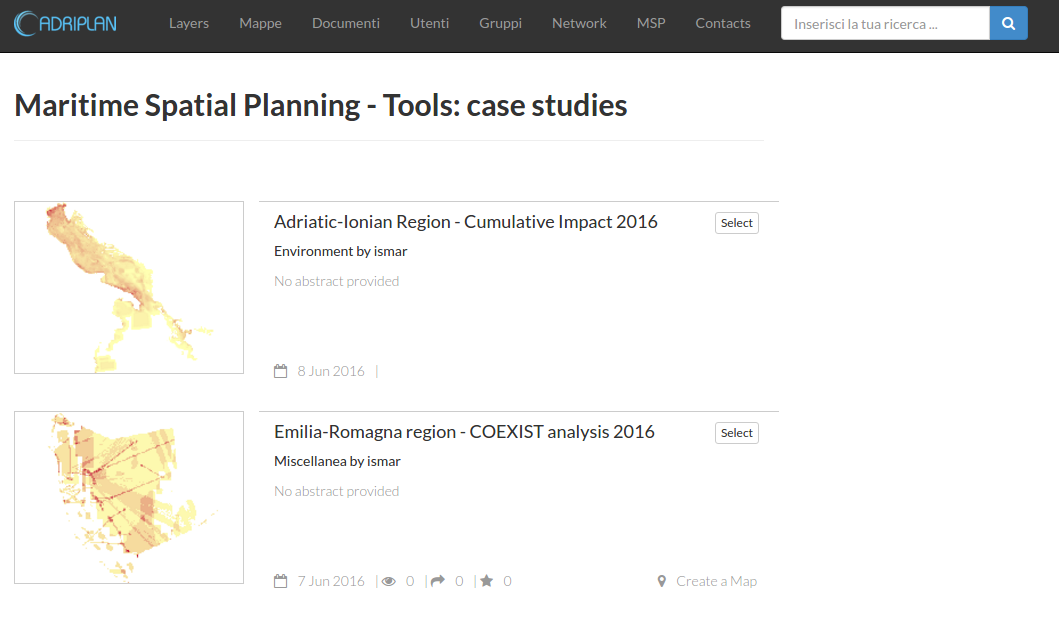 ADRIPLAN Layers Mappe Documenti Utenti Gruppi Network MSP Contacts Inserisci la tua ricerca ...
Maritime Spatial Planning - Tools: case studies
Adriatic-Ionian Region - Cumulative Impact 2016 Select
Environment by ismar
No abstract provided
8 Jun 2016 |
Emilia-Romagna region - COEXIST analysis 2016 Select
Miscellanea by ismar
No abstract provided
7 Jun 2016 | 0 | 0 | 0 Create a Map